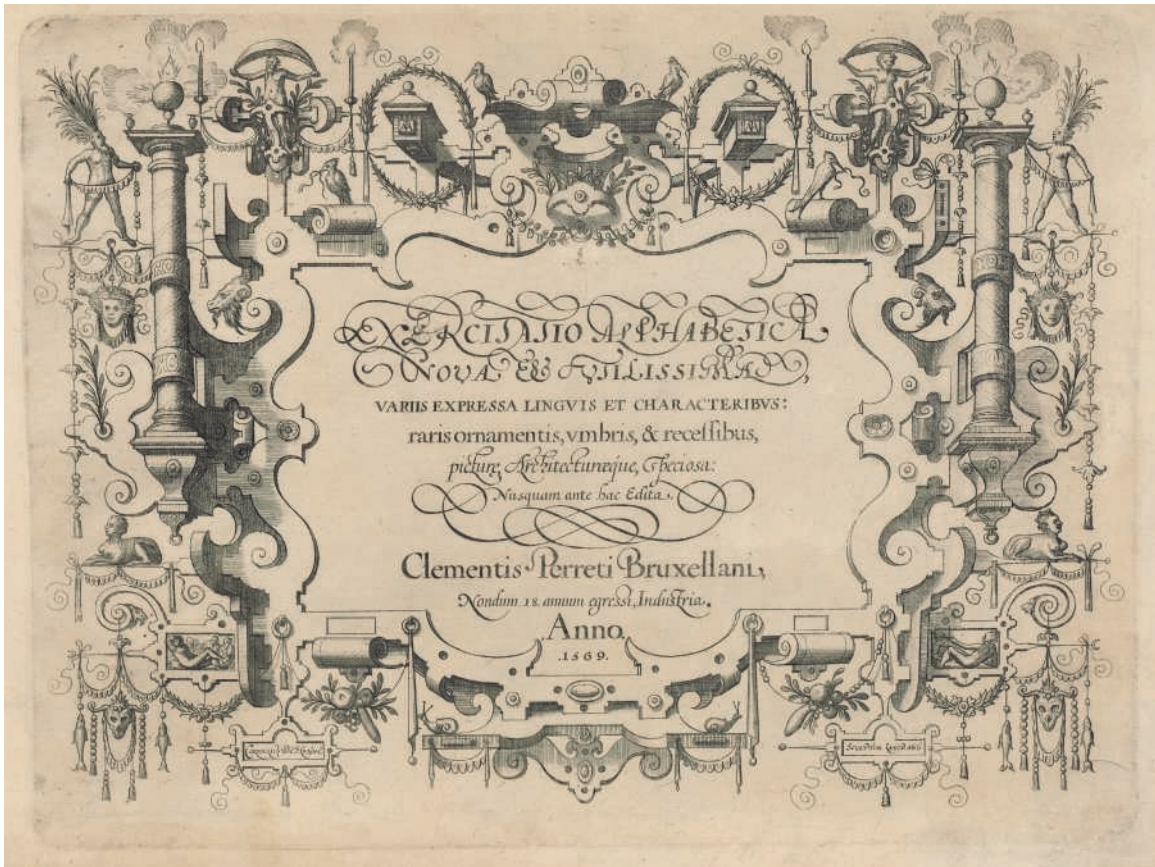 EXERCITATIO ALPHABETICA
NOVA ET VTILISSIMA,
VARIIS EXPRESSA LINGVIS ET CHARACTERIBVS:
raris ornamentis, vmbris, & recessibus,
picturæ, Architecturæque, speciosa:
Nusquam ante hac Edita.
Clementis Perreti Bruxellani,
Nondum 18. annum egressi, Industria.
Anno
.1569.